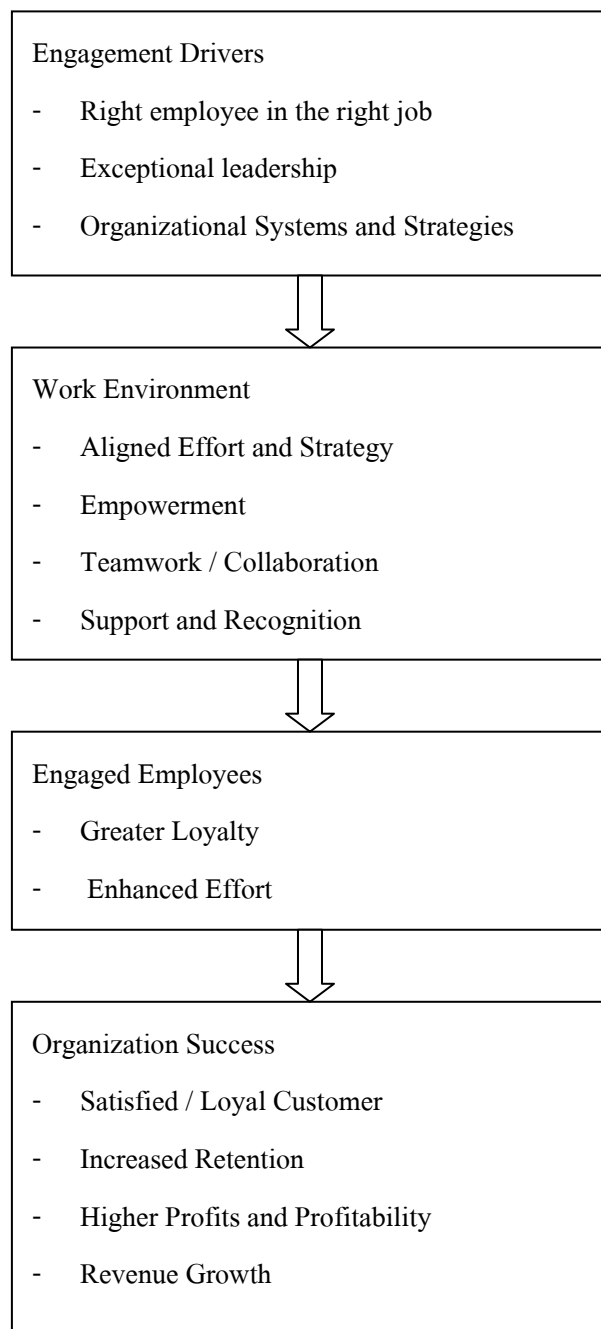 Engagement Drivers
- Right employee in the right job
- Exceptional leadership
- Organizational Systems and Strategies
Work Environment
- Aligned Effort and Strategy
- Empowerment
- Teamwork / Collaboration
- Support and Recognition
Engaged Employees
- Greater Loyalty
- Enhanced Effort
Organization Success
- Satisfied / Loyal Customer
- Increased Retention
- Higher Profits and Profitability
- Revenue Growth